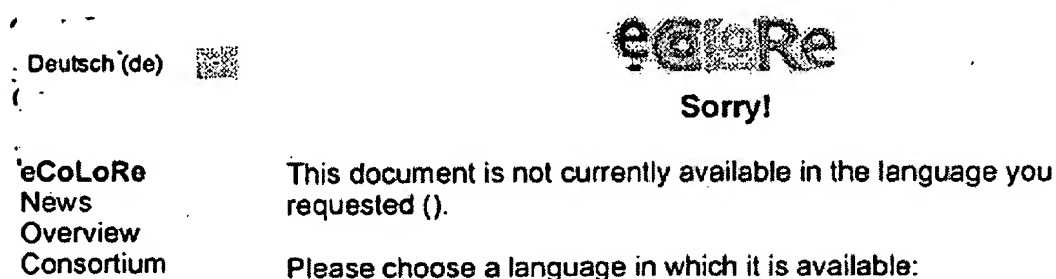 Deutsch (de)
eCoLoRe
Sorry!
eCoLoRe
News
Overview
Consortium
This document is not currently available in the language you
requested ().
Please choose a language in which it is available: